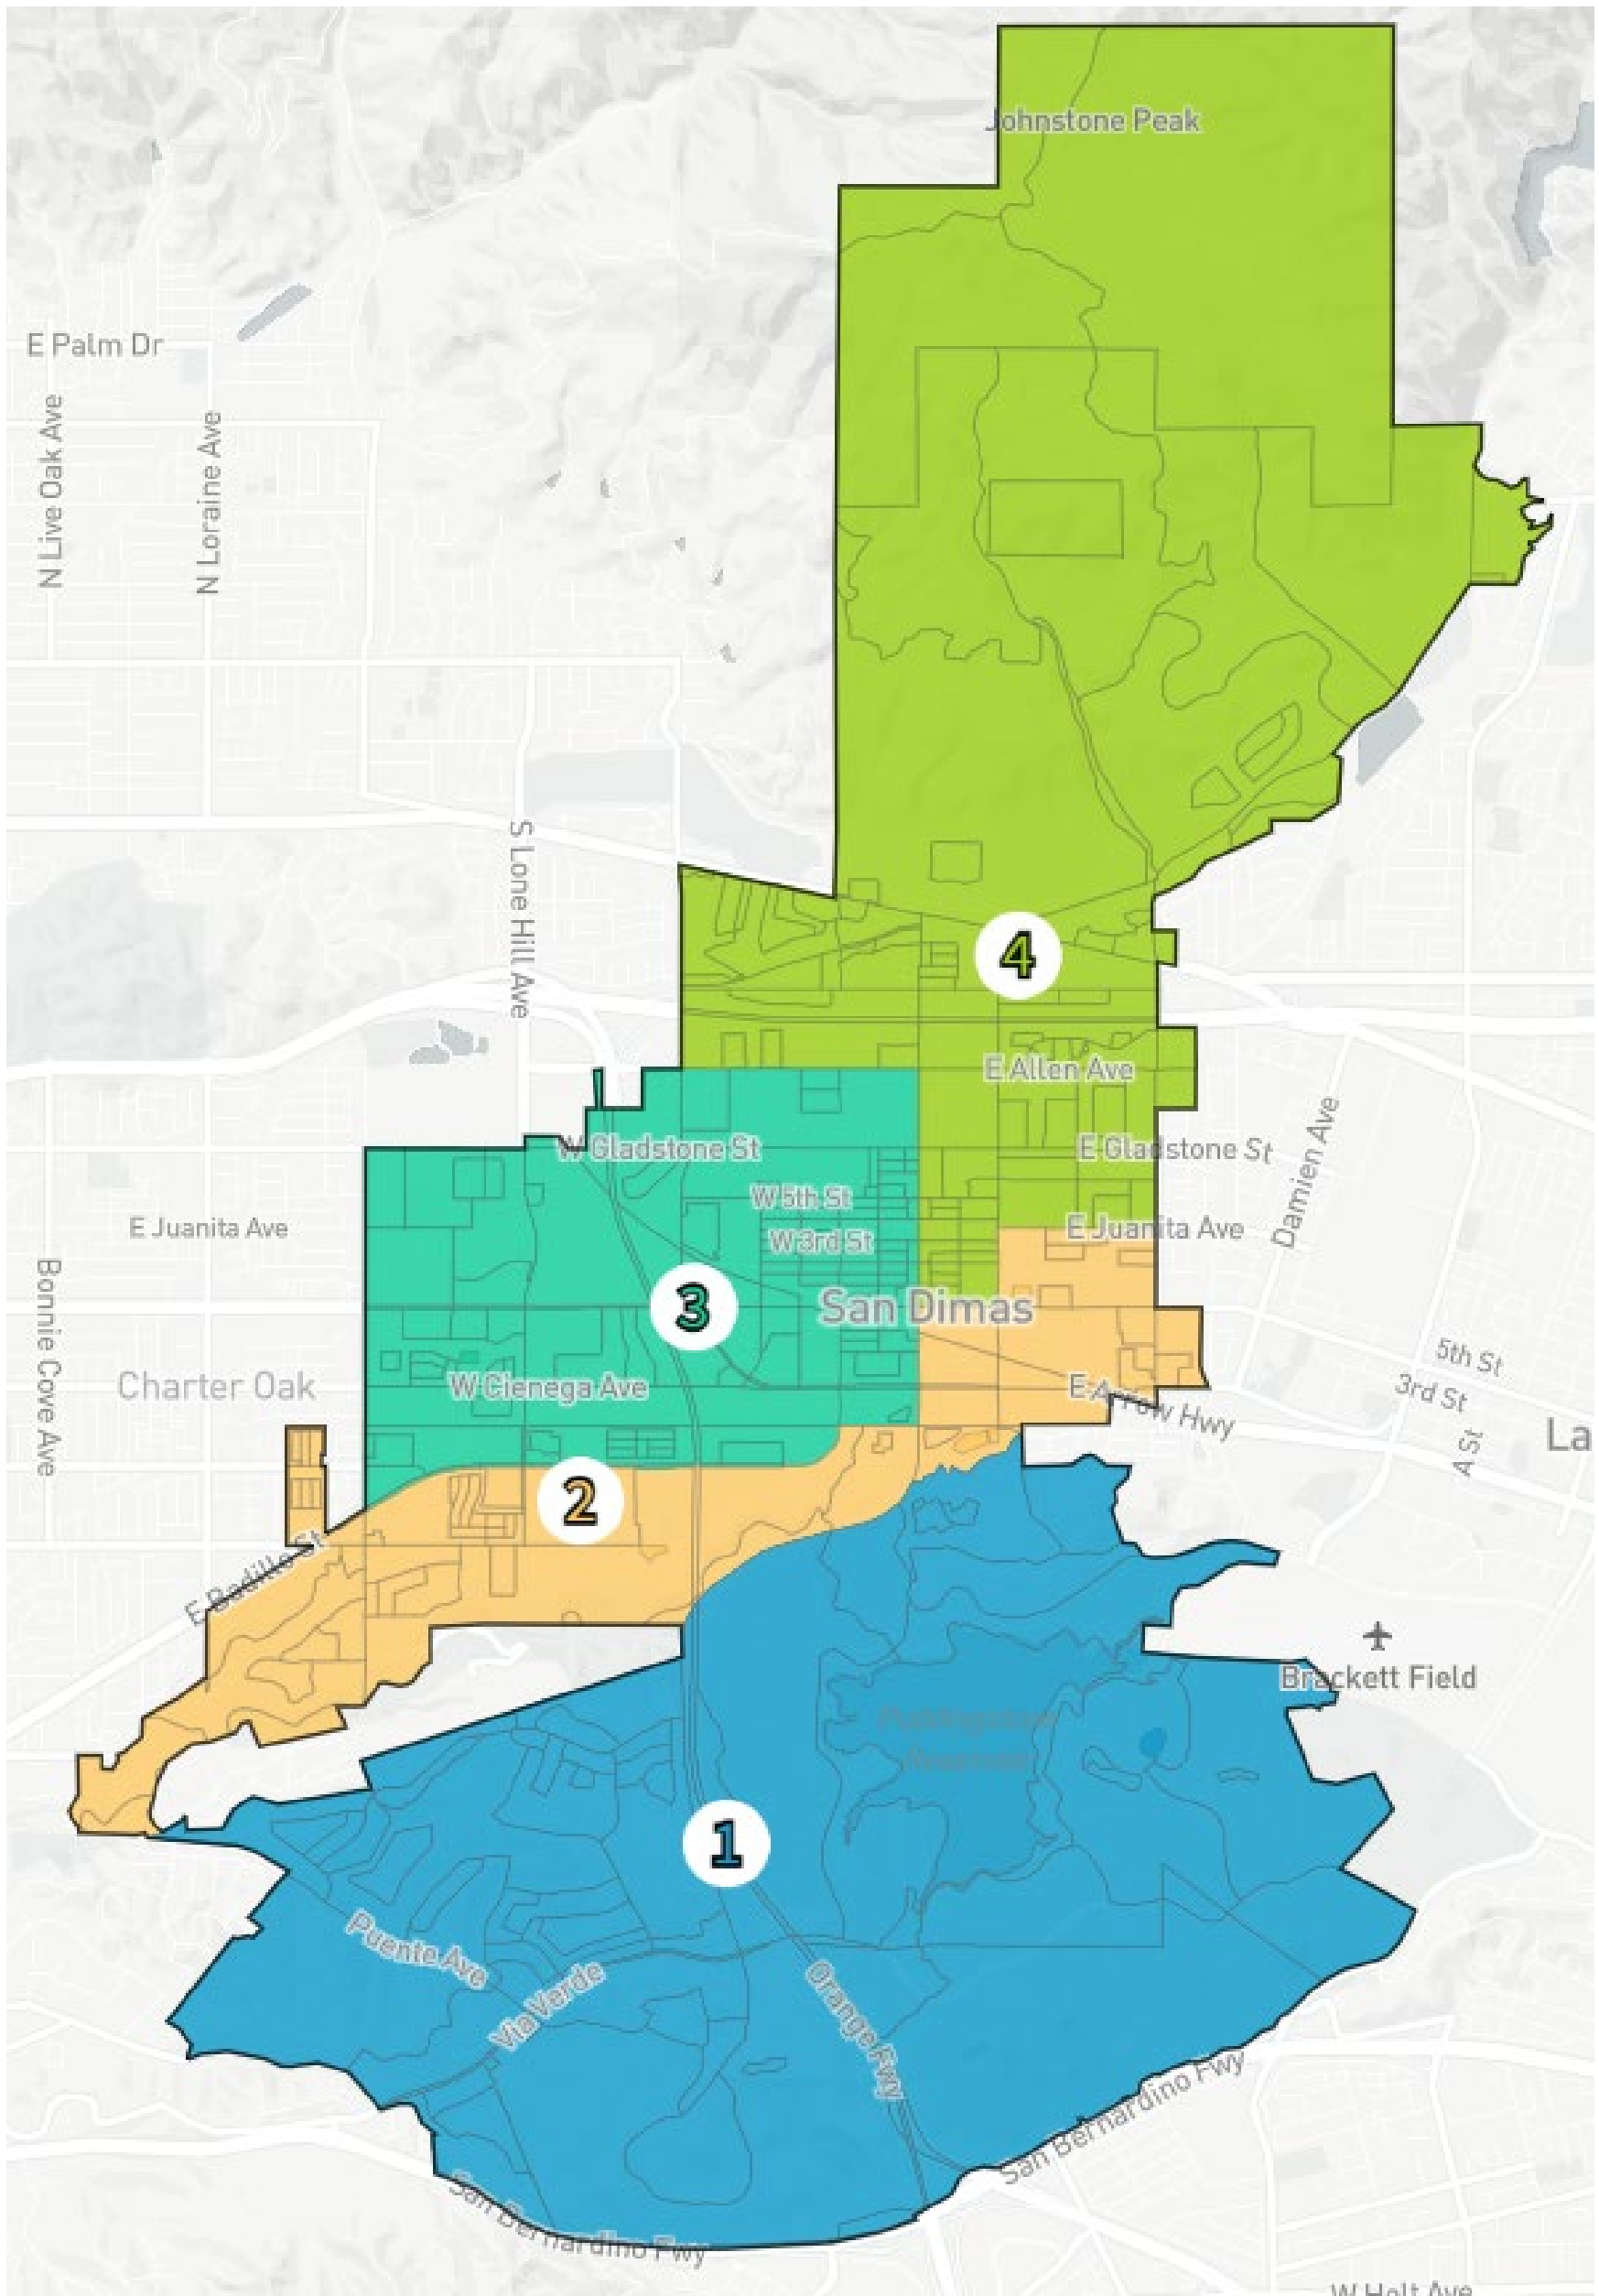 Johnstone Peak
E Palm Dr
N Live Oak Ave
N Loraine Ave
S Lone Hill Ave
4
E Allen Ave
W Gladstone St
E Gladstone St
Damien Ave
W 5th St
E Juanita Ave
E Juanita Ave
W 3rd St
Bonnie Cove Ave
3
San Dimas
5th St
Charter Oak
W Cienega Ave
E Arrow Hwy
3rd St
A St
La
2
E Badillo St
Brackett Field
Puddingstone
Reservoir
1
Puente Ave
Via Verde
Orange Fwy
San Bernardino Fwy
San Bernardino Fwy
W Holt Ave